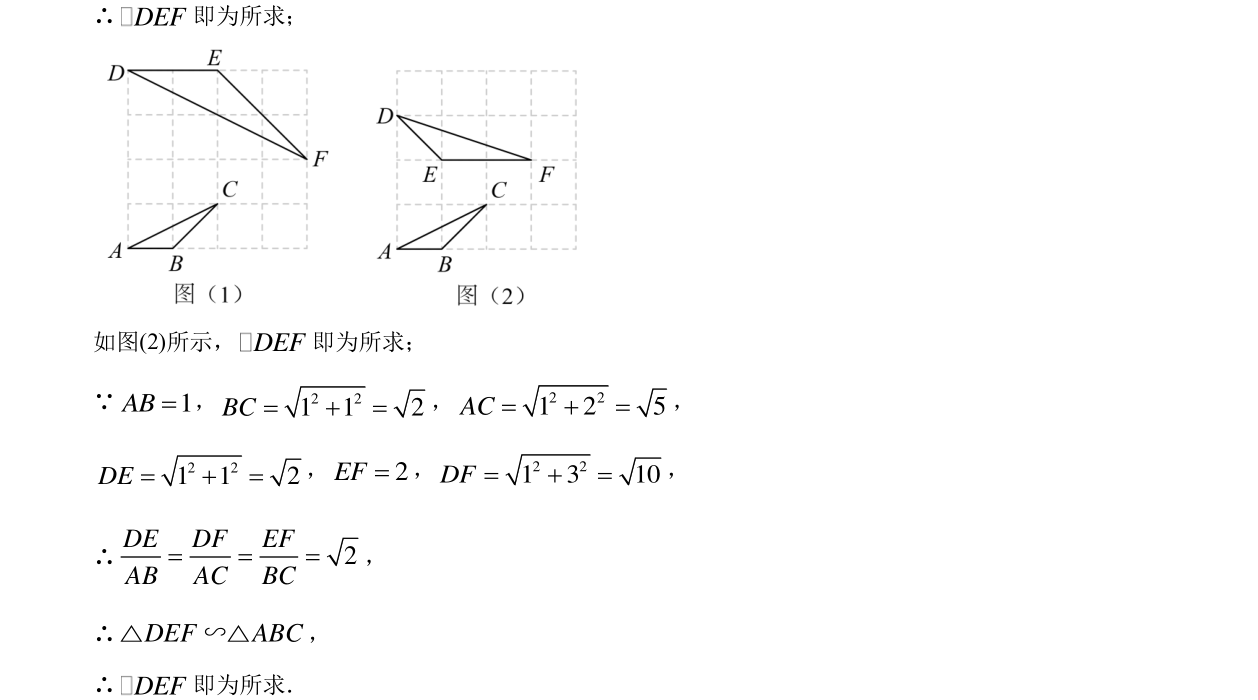 ∴ □DEF 即为所求；
D E F C A B
D E F C A B
图（1） 图（2）
如图(2)所示，□DEF 即为所求；
∵ AB = 1， BC = √(1² + 1²) = √2， AC = √(1² + 2²) = √5，
DE = √(1² + 1²) = √2， EF = 2， DF = √(1² + 3²) = √10，
∴ DE/AB = DF/AC = EF/BC = √2，
∴ △DEF ∽ △ABC，
∴ □DEF 即为所求．